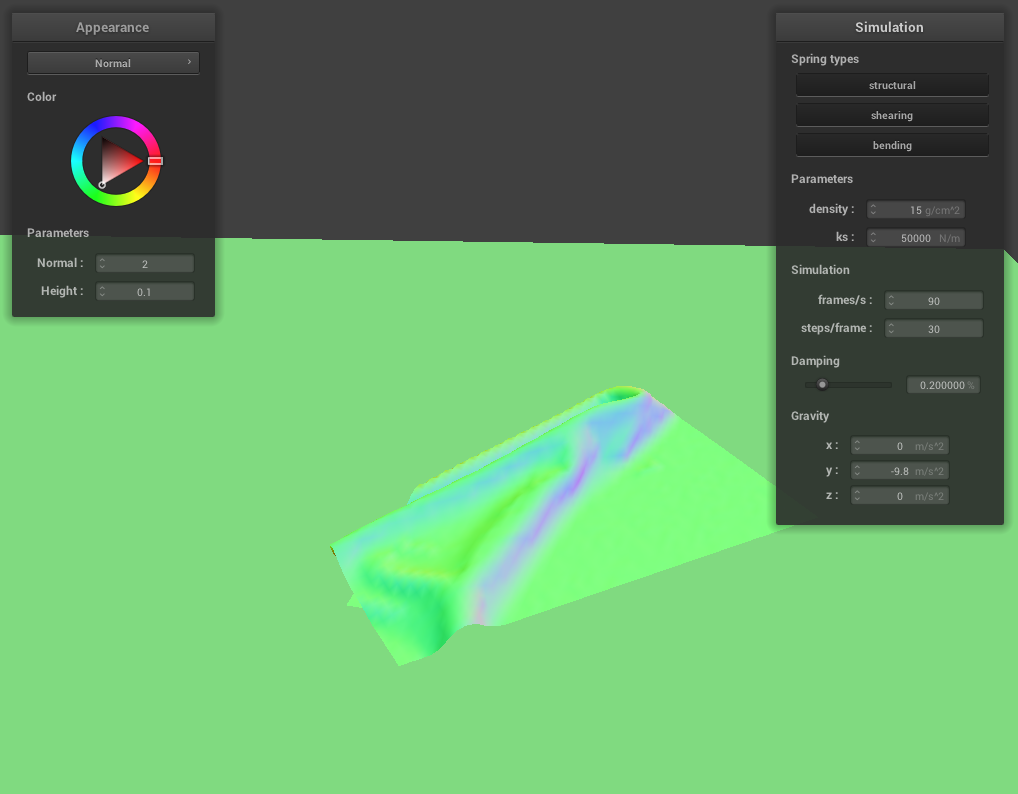 Appearance
Normal ›
Color
Parameters
Normal : 2
Height : 0.1
Simulation
Spring types
structural
shearing
bending
Parameters
density : 15 g/cm^2
ks : 50000 N/m
Simulation
frames/s : 90
steps/frame : 30
Damping
0.200000 %
Gravity
x : 0 m/s^2
y : -9.8 m/s^2
z : 0 m/s^2